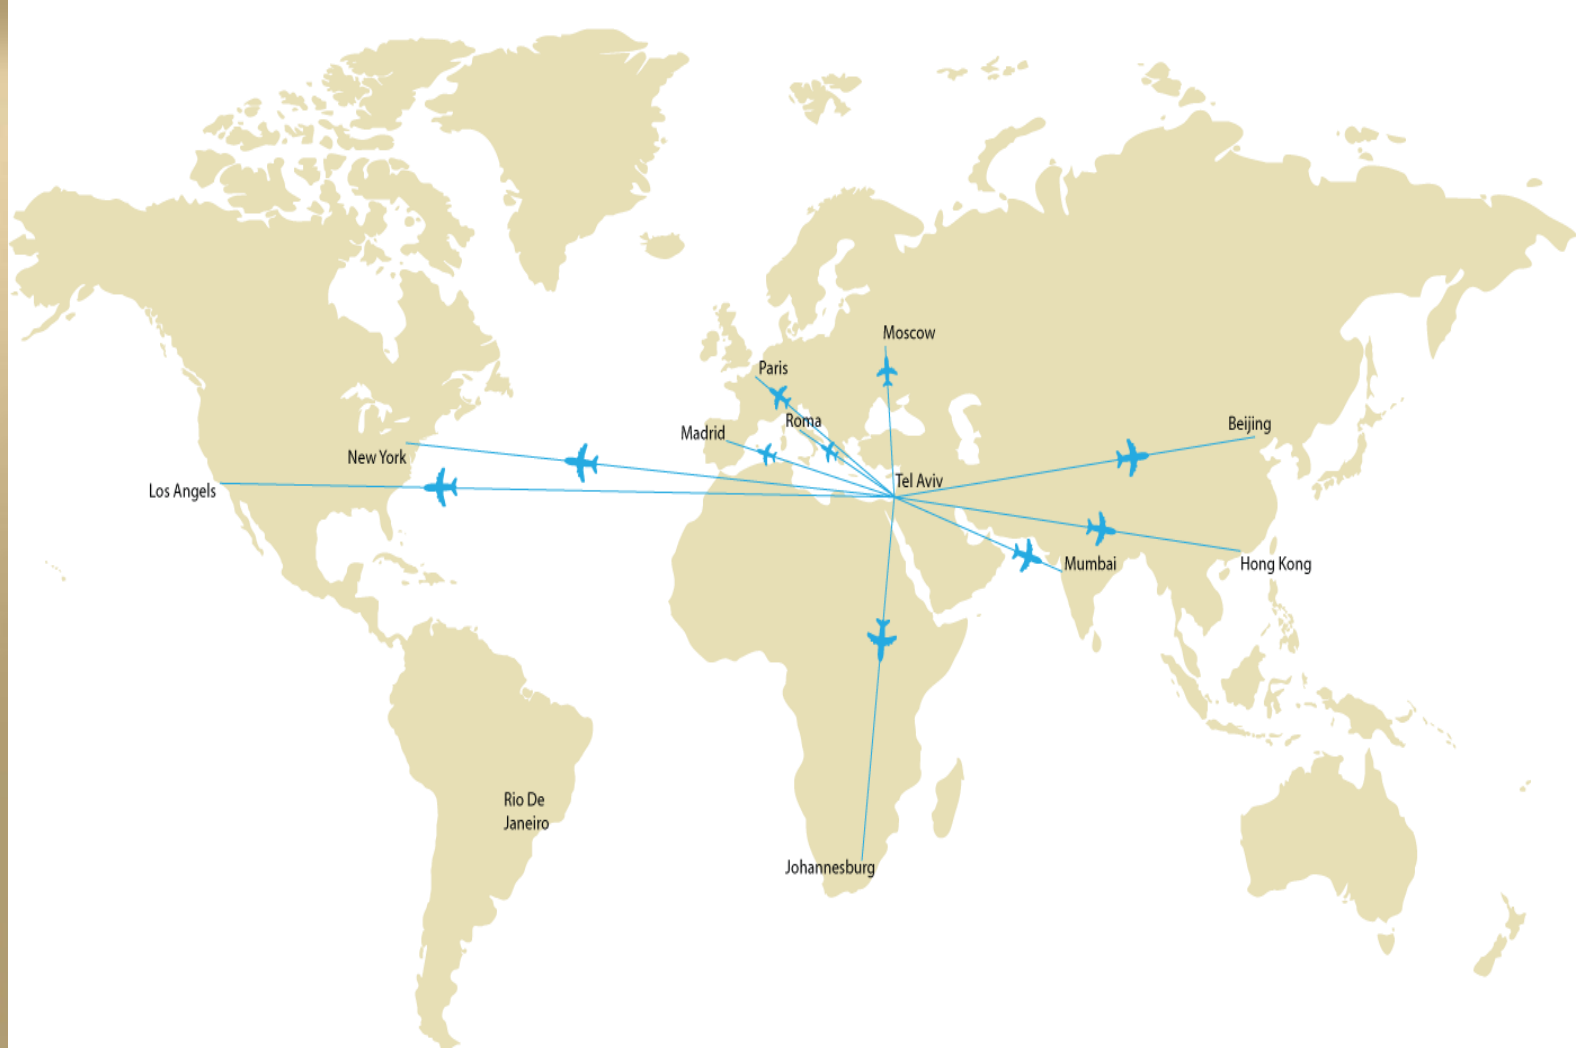 Moscow
Paris
Roma
Beijing
Madrid
New York
Tel Aviv
Los Angels
Mumbai
Hong Kong
Rio De
Janeiro
Johannesburg